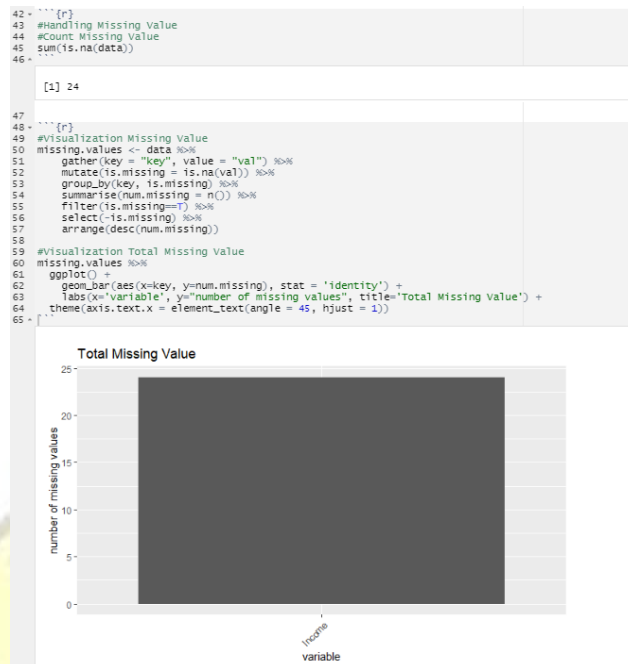 42 ```{r}
43 #Handling Missing Value
44 #Count Missing Value
45 sum(is.na(data))
46 ```
[1] 24
47
48 ```{r}
49 #Visualization Missing Value
50 missing.values <- data %>%
51 gather(key = "key", value = "val") %>%
52 mutate(is.missing = is.na(val)) %>%
53 group_by(key, is.missing) %>%
54 summarise(num.missing = n()) %>%
55 filter(is.missing==T) %>%
56 select(-is.missing) %>%
57 arrange(desc(num.missing))
58
59 #Visualization Total Missing Value
60 missing.values %>%
61 ggplot() +
62 geom_bar(aes(x=key, y=num.missing), stat = 'identity') +
63 labs(x='variable', y="number of missing values", title='Total Missing Value') +
64 theme(axis.text.x = element_text(angle = 45, hjust = 1))
65 ```
Total Missing Value
25
20
15
10
5
0
number of missing values
Income
variable